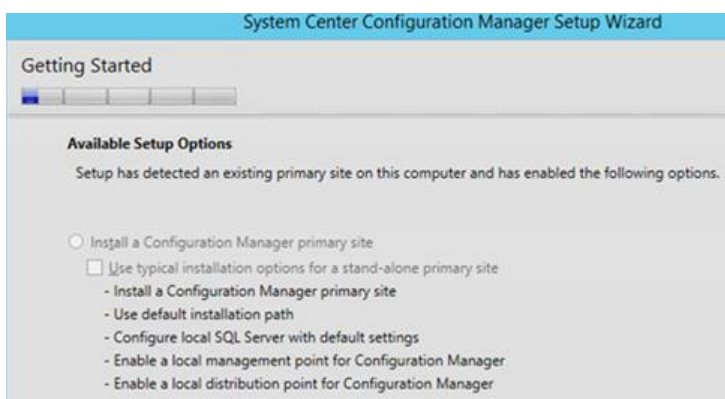 System Center Configuration Manager Setup Wizard
Getting Started
Available Setup Options
Setup has detected an existing primary site on this computer and has enabled the following options.
Install a Configuration Manager primary site
Use typical installation options for a stand-alone primary site
- Install a Configuration Manager primary site
- Use default installation path
- Configure local SQL Server with default settings
- Enable a local management point for Configuration Manager
- Enable a local distribution point for Configuration Manager